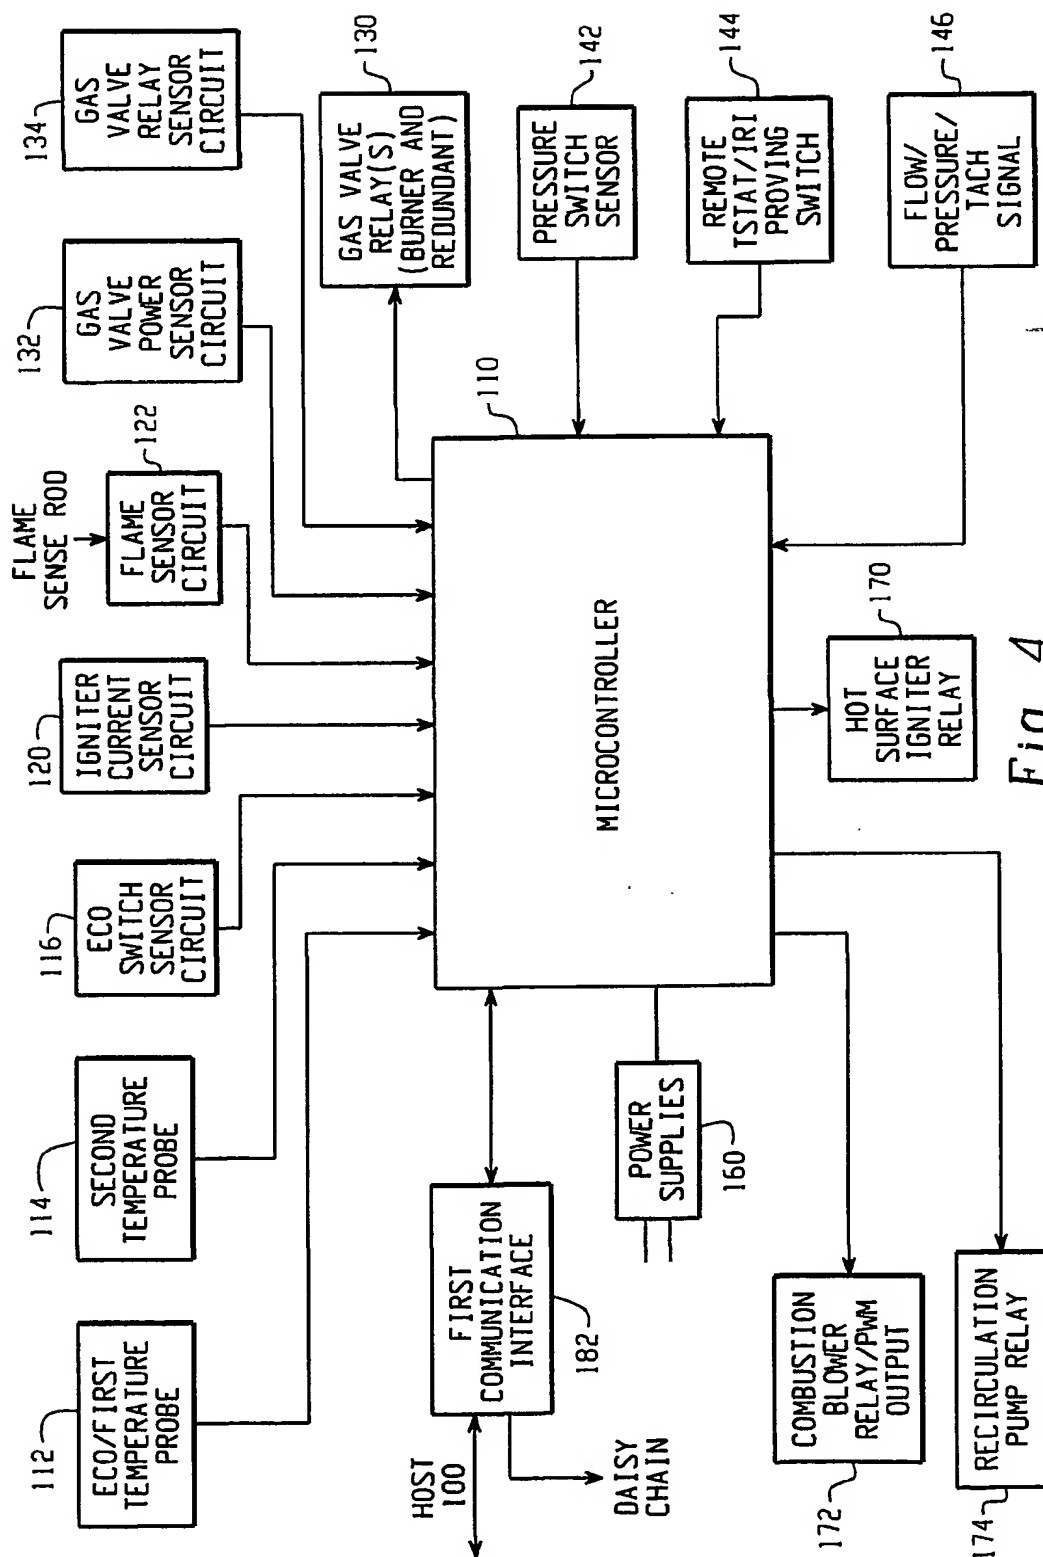 134
GAS
VALVE
RELAY
SENSOR
CIRCUIT
130
GAS VALVE
RELAY(S)
(BURNER AND
REDUNDANT)
142
PRESSURE
SWITCH
SENSOR
144
REMOTE
TSTAT/IRI
PROVING
SWITCH
146
FLOW/
PRESSURE/
TACH
SIGNAL
132
GAS
VALVE
POWER
SENSOR
CIRCUIT
FLAME
SENSE ROD
122
FLAME
SENSOR
CIRCUIT
120
IGNITER
CURRENT
SENSOR
CIRCUIT
116
ECO
SWITCH
SENSOR
CIRCUIT
114
SECOND
TEMPERATURE
PROBE
112
ECO/FIRST
TEMPERATURE
PROBE
110
MICROCONTROLLER
HOST
100
FIRST
COMMUNICATION
INTERFACE
182
DAISY
CHAIN
POWER
SUPPLIES
160
170
HOT
SURFACE
IGNITER
RELAY
172
COMBUSTION
BLOWER
RELAY/PWM
OUTPUT
174
RECIRCULATION
PUMP RELAY
Fig. 4